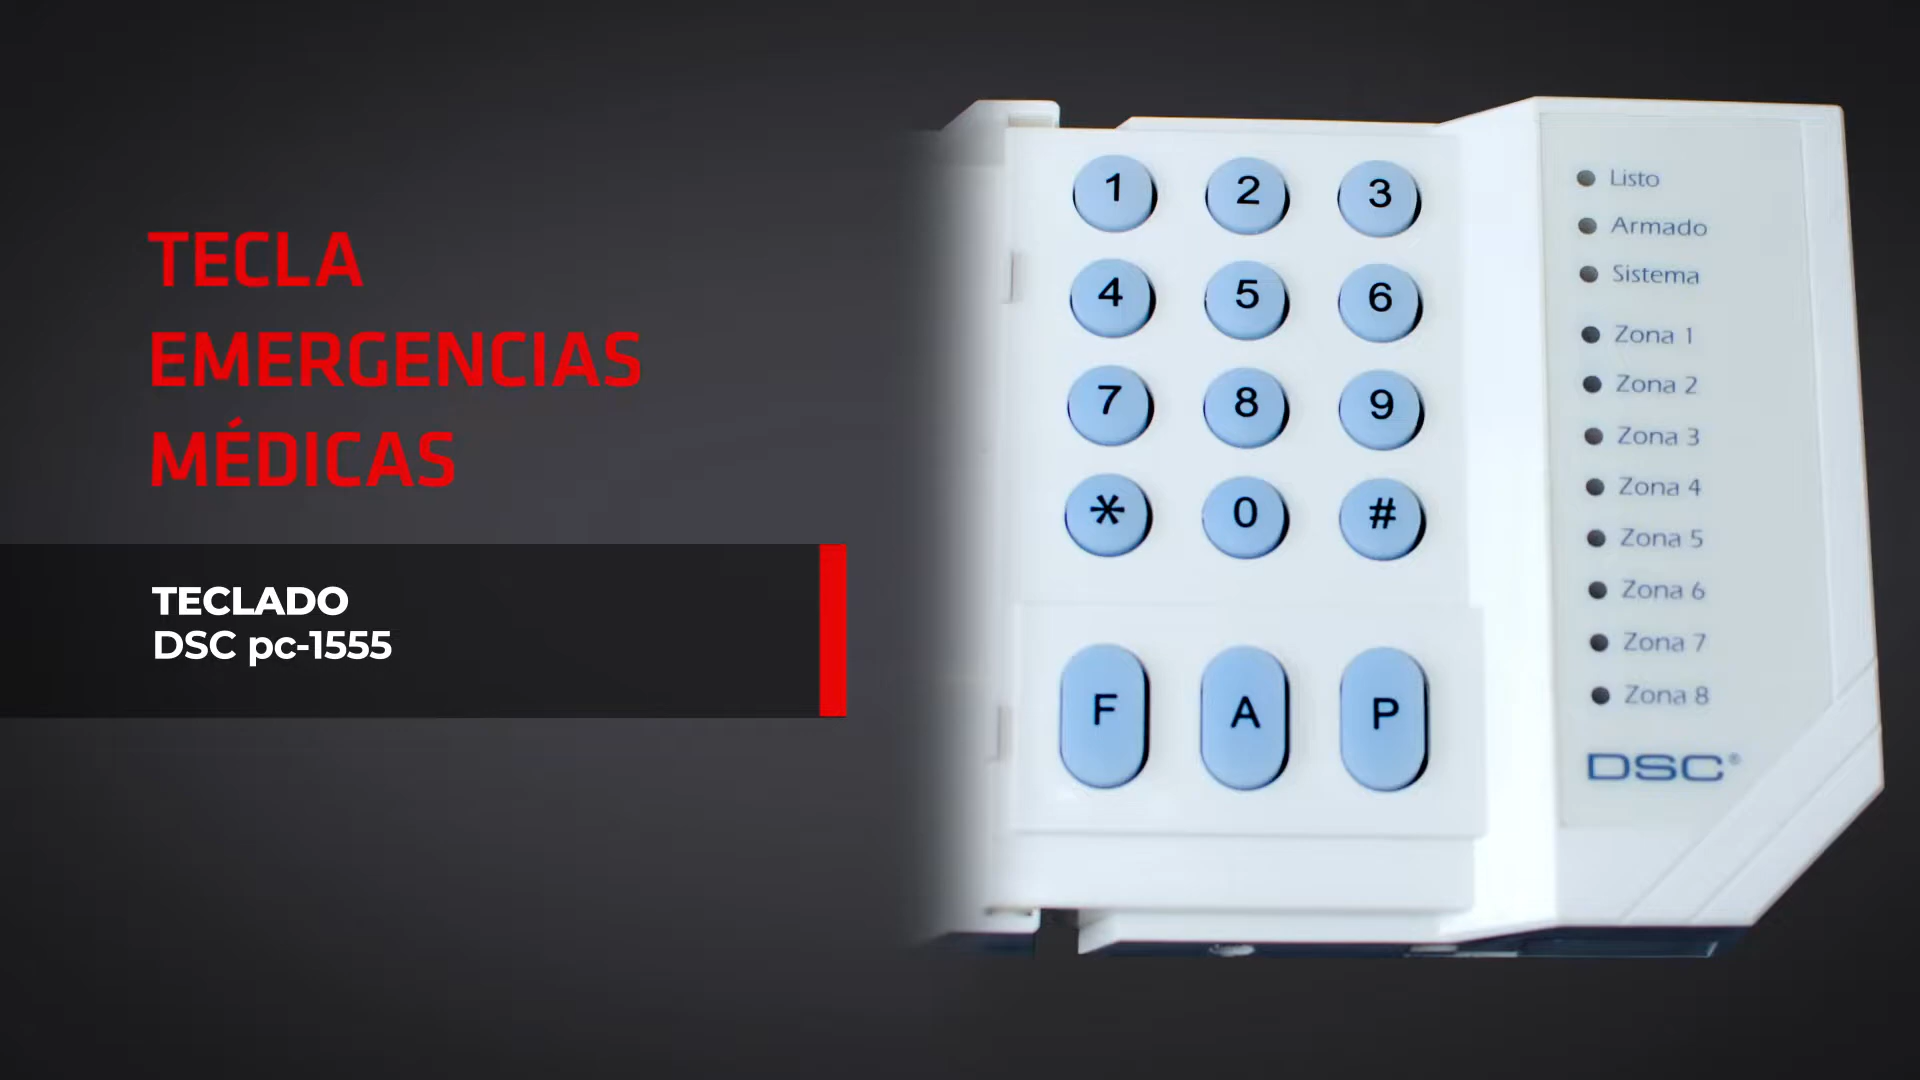 TECLA
EMERGENCIAS
MÉDICAS
TECLADO
DSC pc-1555
1 2 3
4 5 6
7 8 9
* 0 #
F A P
Listo
Armado
Sistema
Zona 1
Zona 2
Zona 3
Zona 4
Zona 5
Zona 6
Zona 7
Zona 8
DSC®